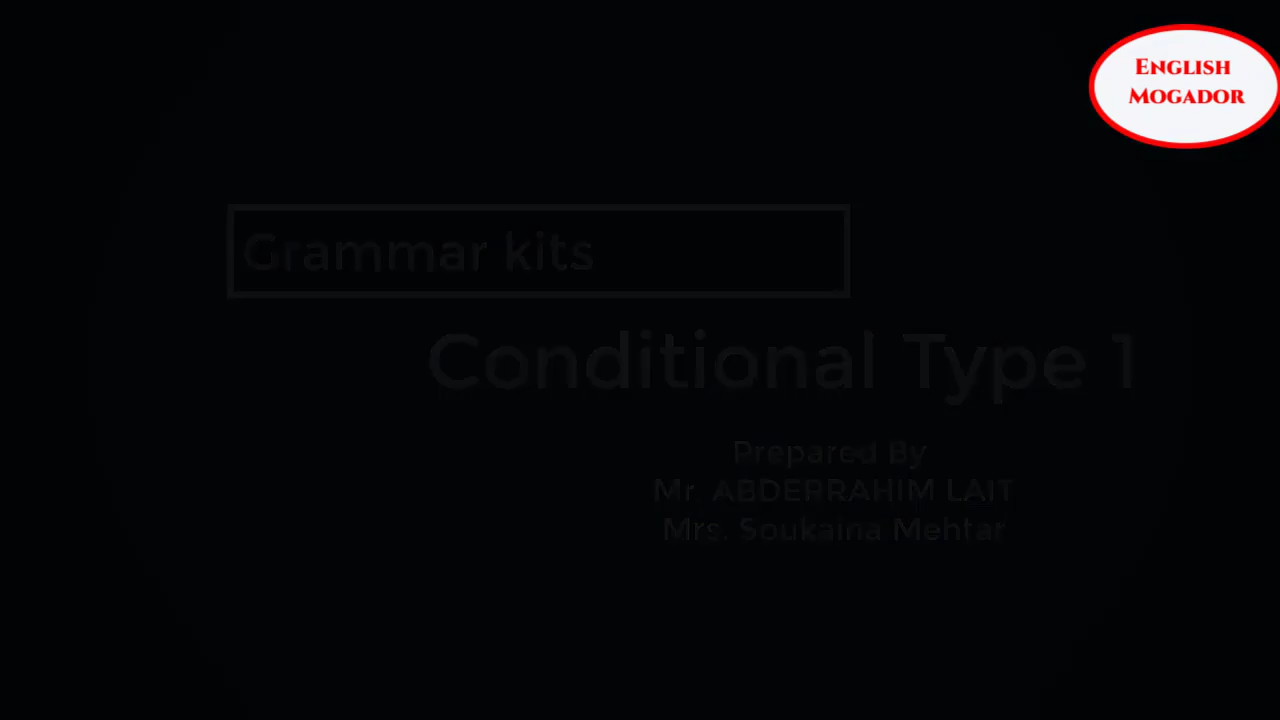 English
Mogador
Grammar kits
Conditional Type 1
Prepared By
Mr. ABDERRAHIM LAIT
Mrs. Soukaina Mehtar